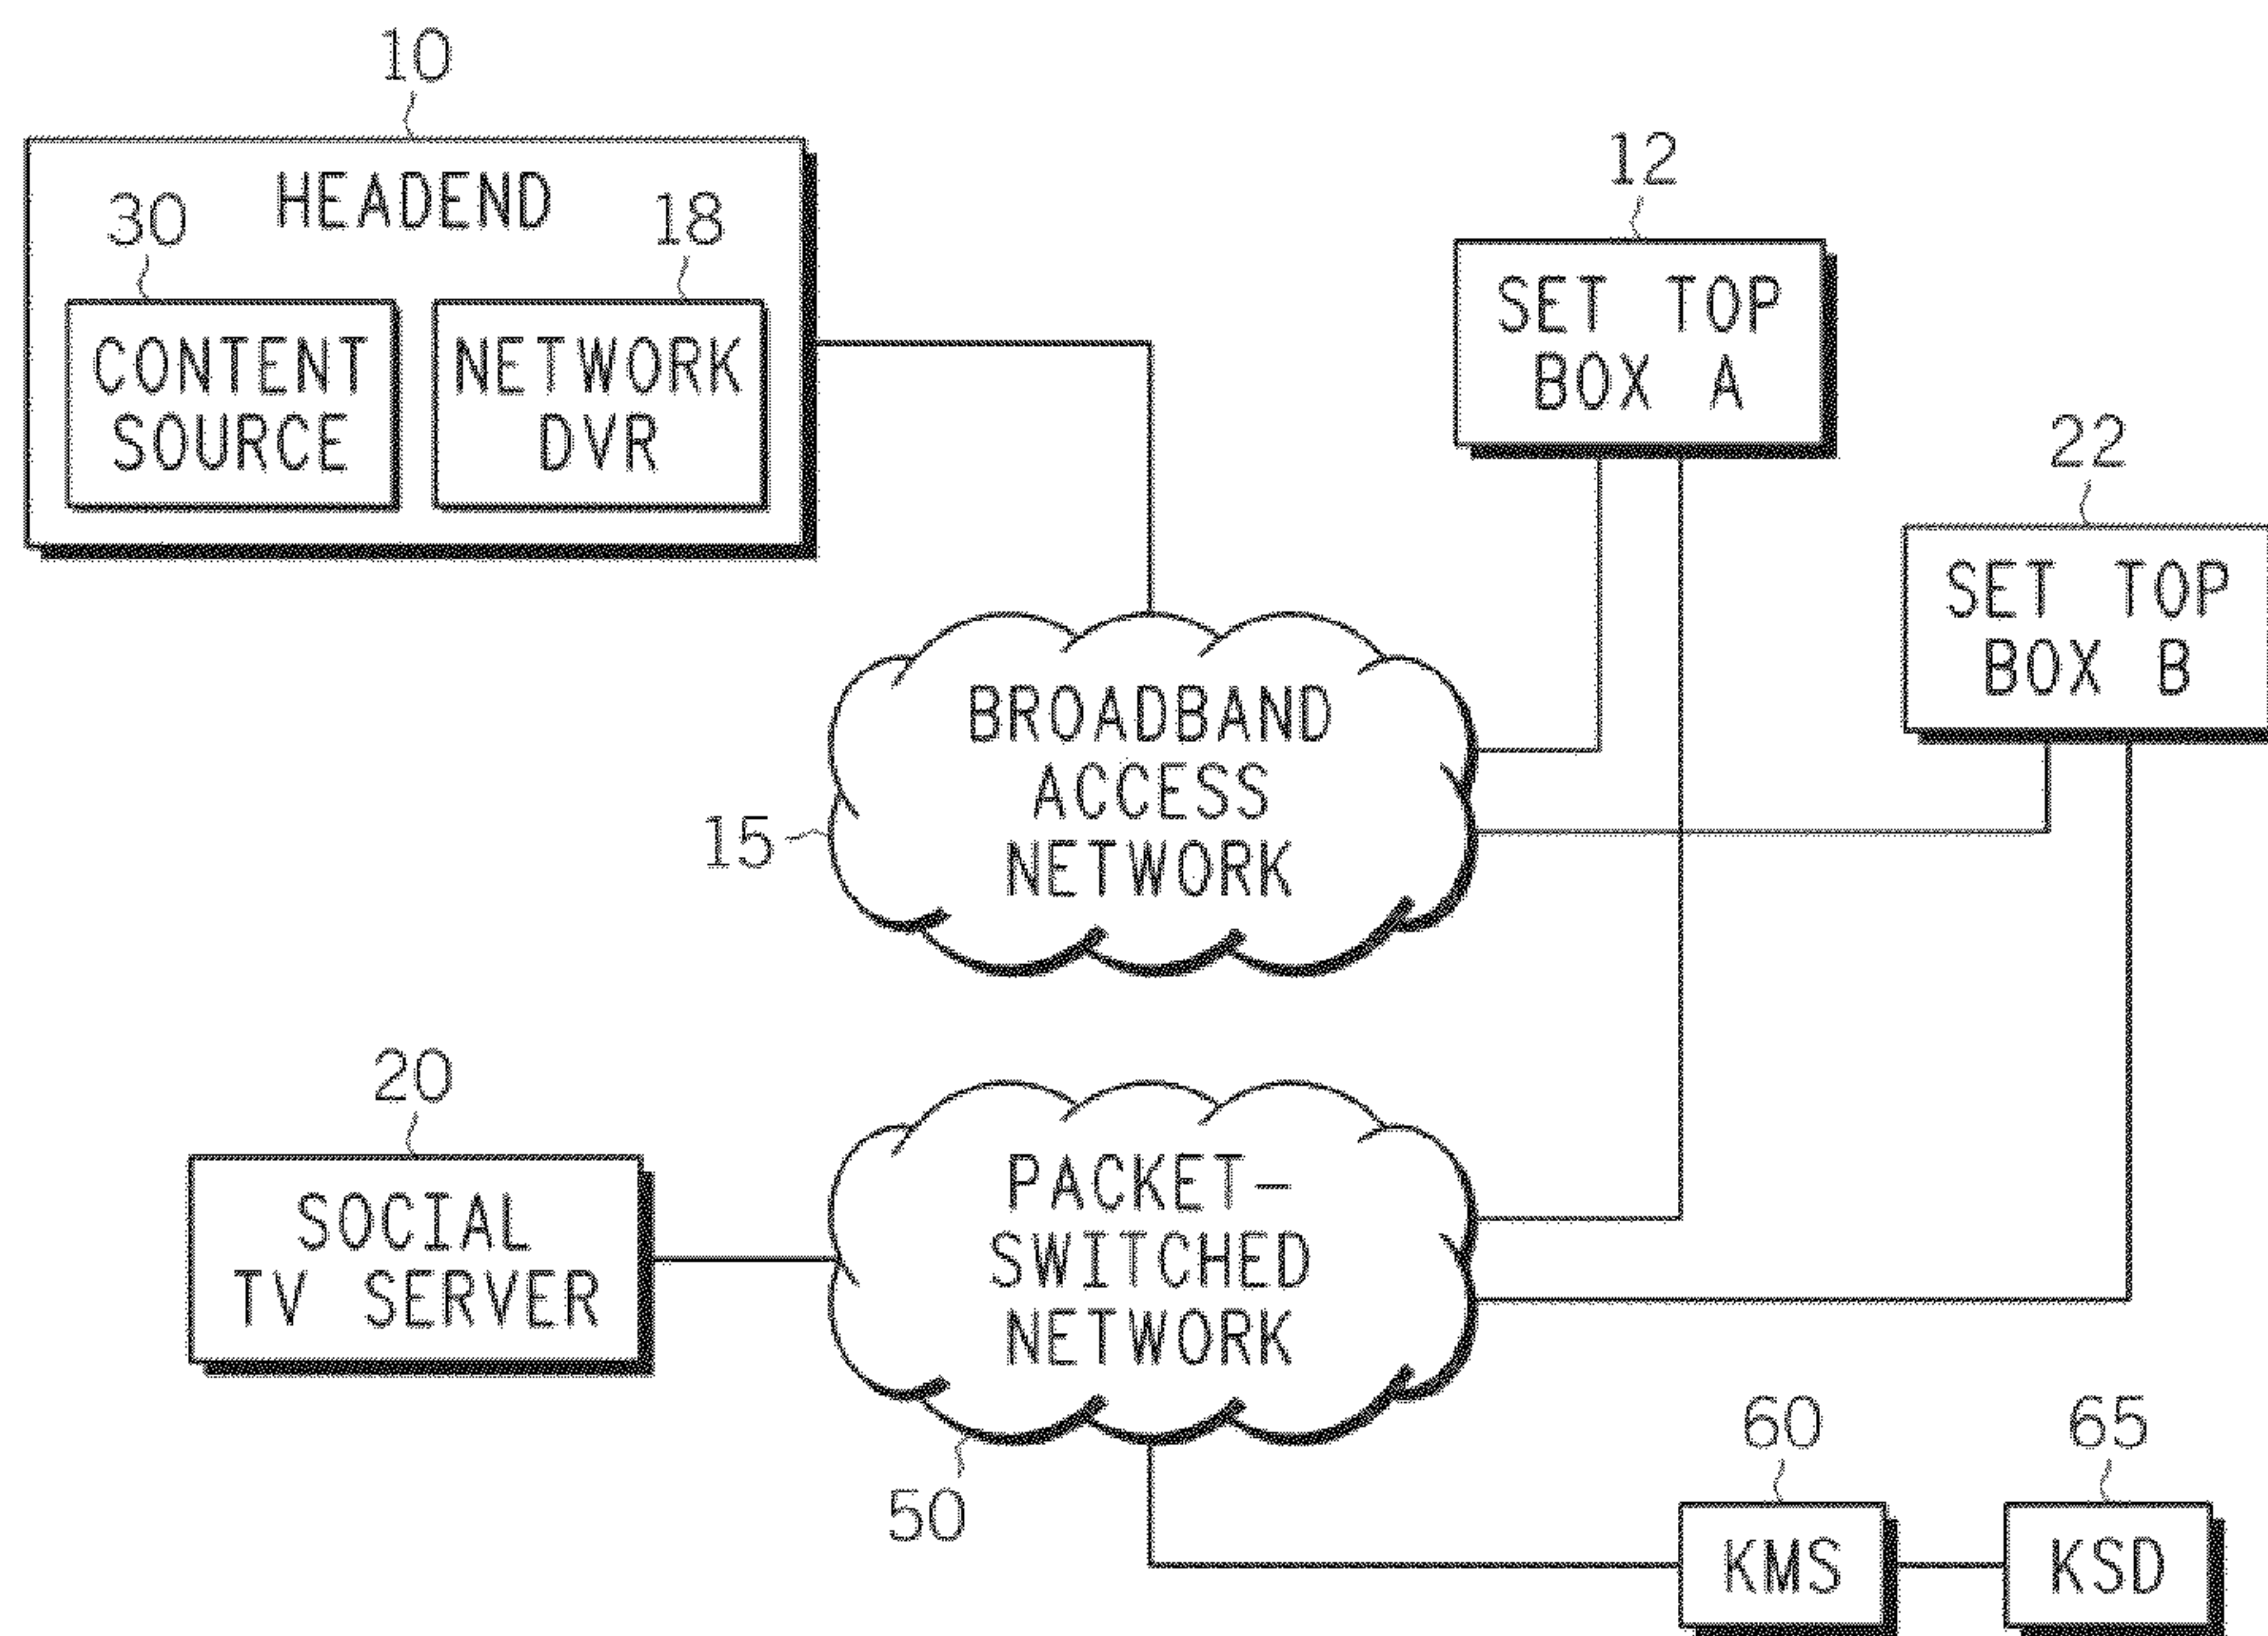 10
HEADEND
30
18
CONTENT
SOURCE
NETWORK
DVR
12
SET TOP
BOX A
22
SET TOP
BOX B
BROADBAND
ACCESS
NETWORK
15
20
SOCIAL
TV SERVER
PACKET-
SWITCHED
NETWORK
50
60
KMS
65
KSD